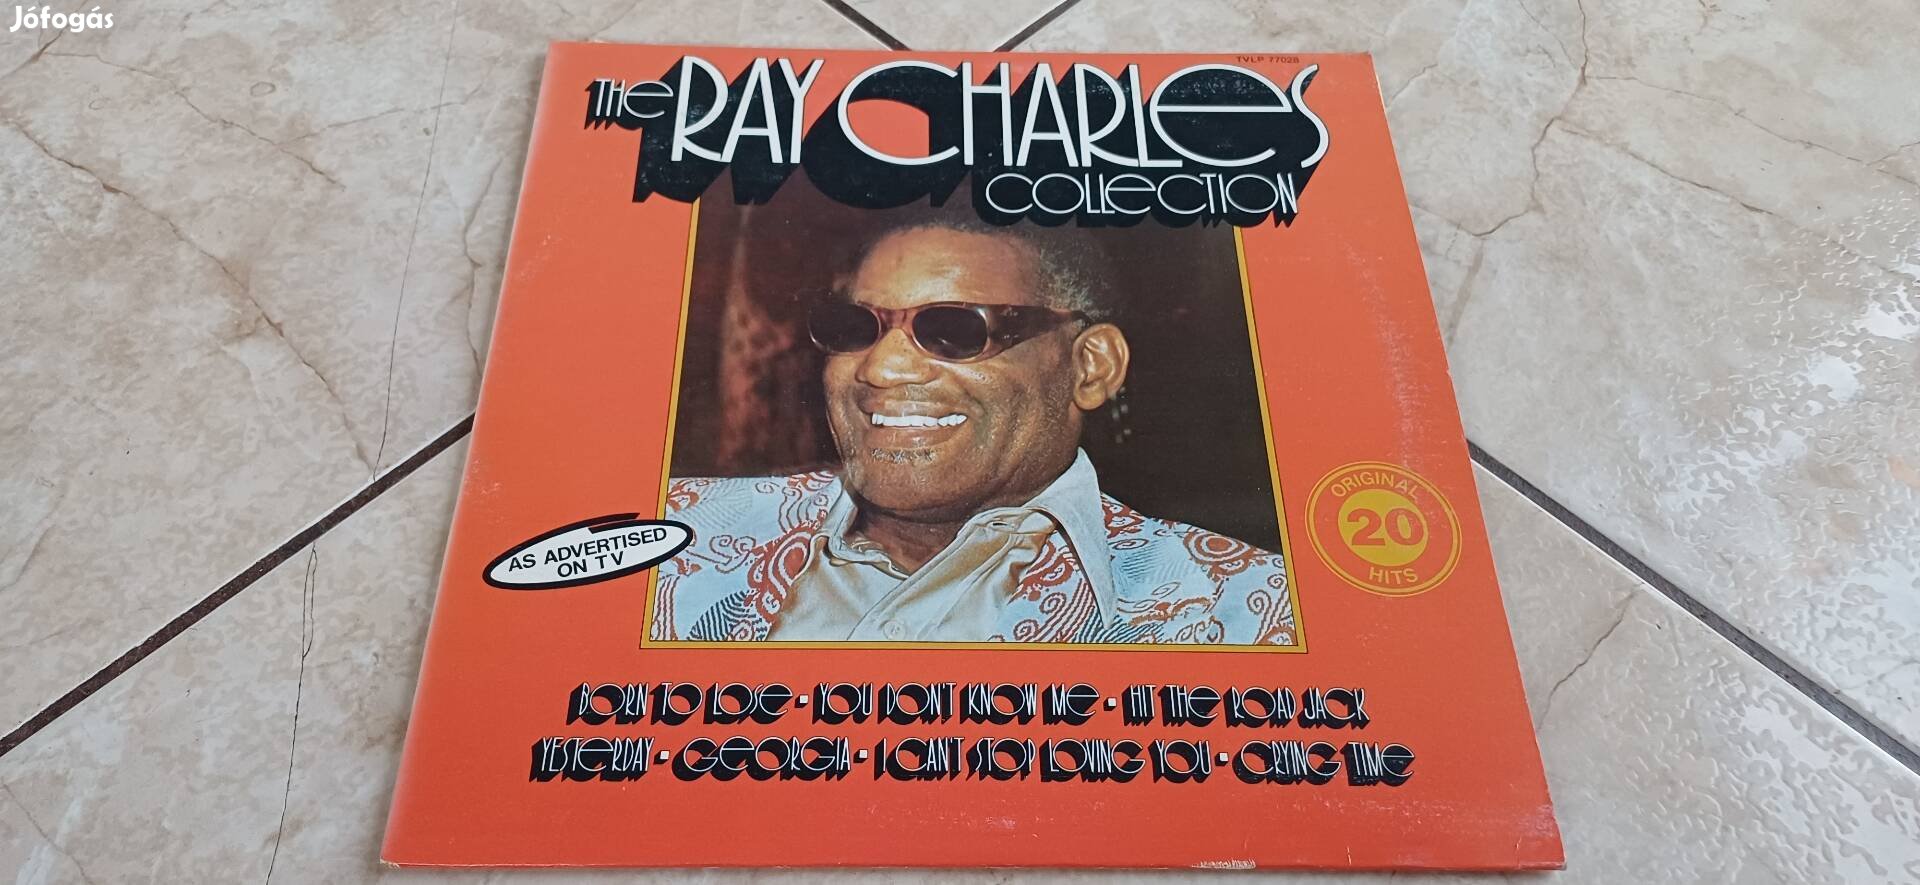 Jófogás
TVLP 77028
THE RAY CHARLES
COLLECTION
AS ADVERTISED
ON TV
ORIGINAL
20
HITS
BORN TO LOSE • YOU DON'T KNOW ME • HIT THE ROAD JACK
YESTERDAY • GEORGIA • I CAN'T STOP LOVING YOU • CRYING TIME